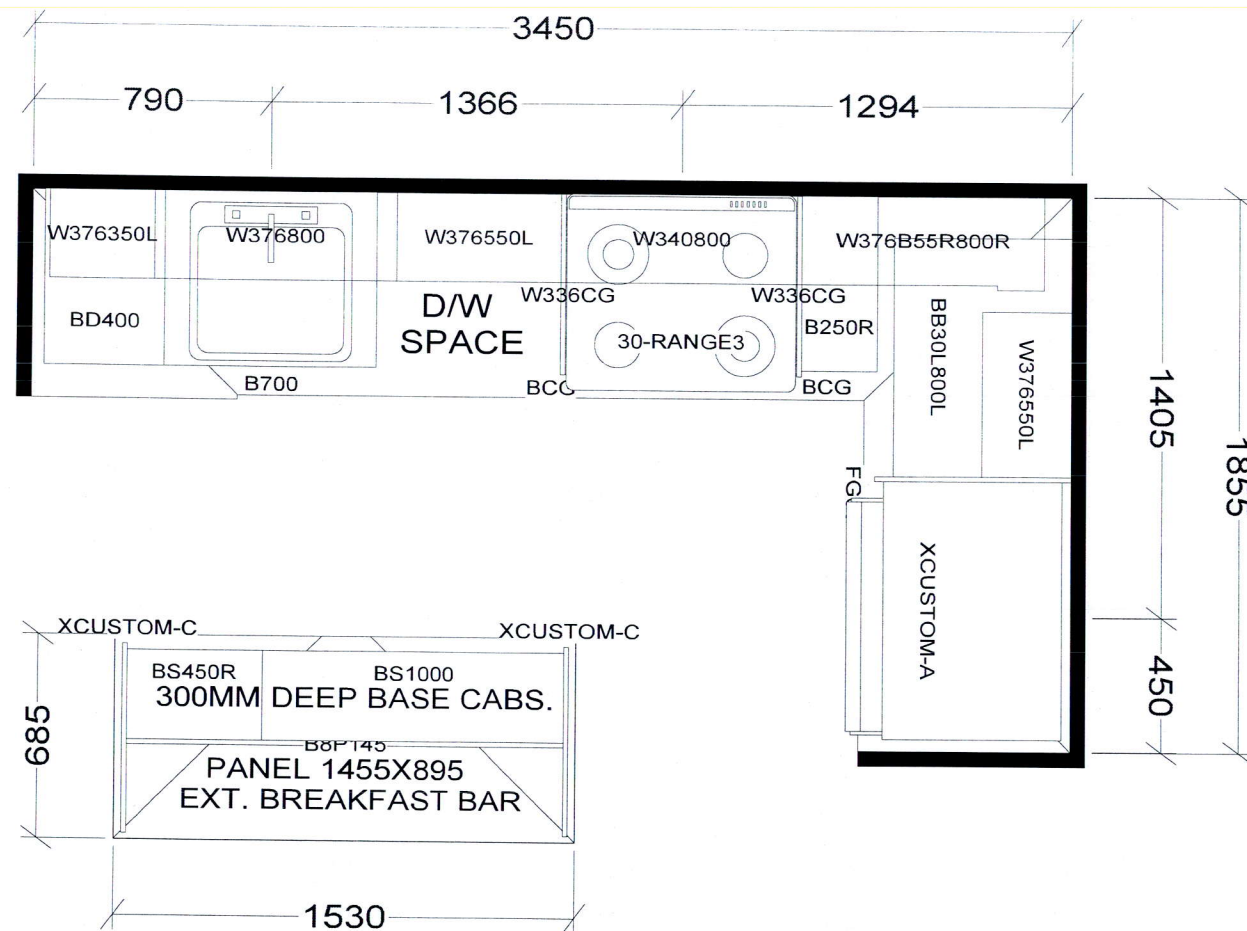 3450
790
1366
1294
W376350L
W376800
W376550L
W340800
W376B55R800R
W336CG
W336CG
BD400
D/W
SPACE
30-RANGE3
B250R
BB30L800L
W376550L
B700
BCG
BCG
FG
1405
1855
XCUSTOM-A
450
XCUSTOM-C
XCUSTOM-C
BS450R
BS1000
300MM DEEP BASE CABS.
685
B8P145
PANEL 1455X895
EXT. BREAKFAST BAR
1530